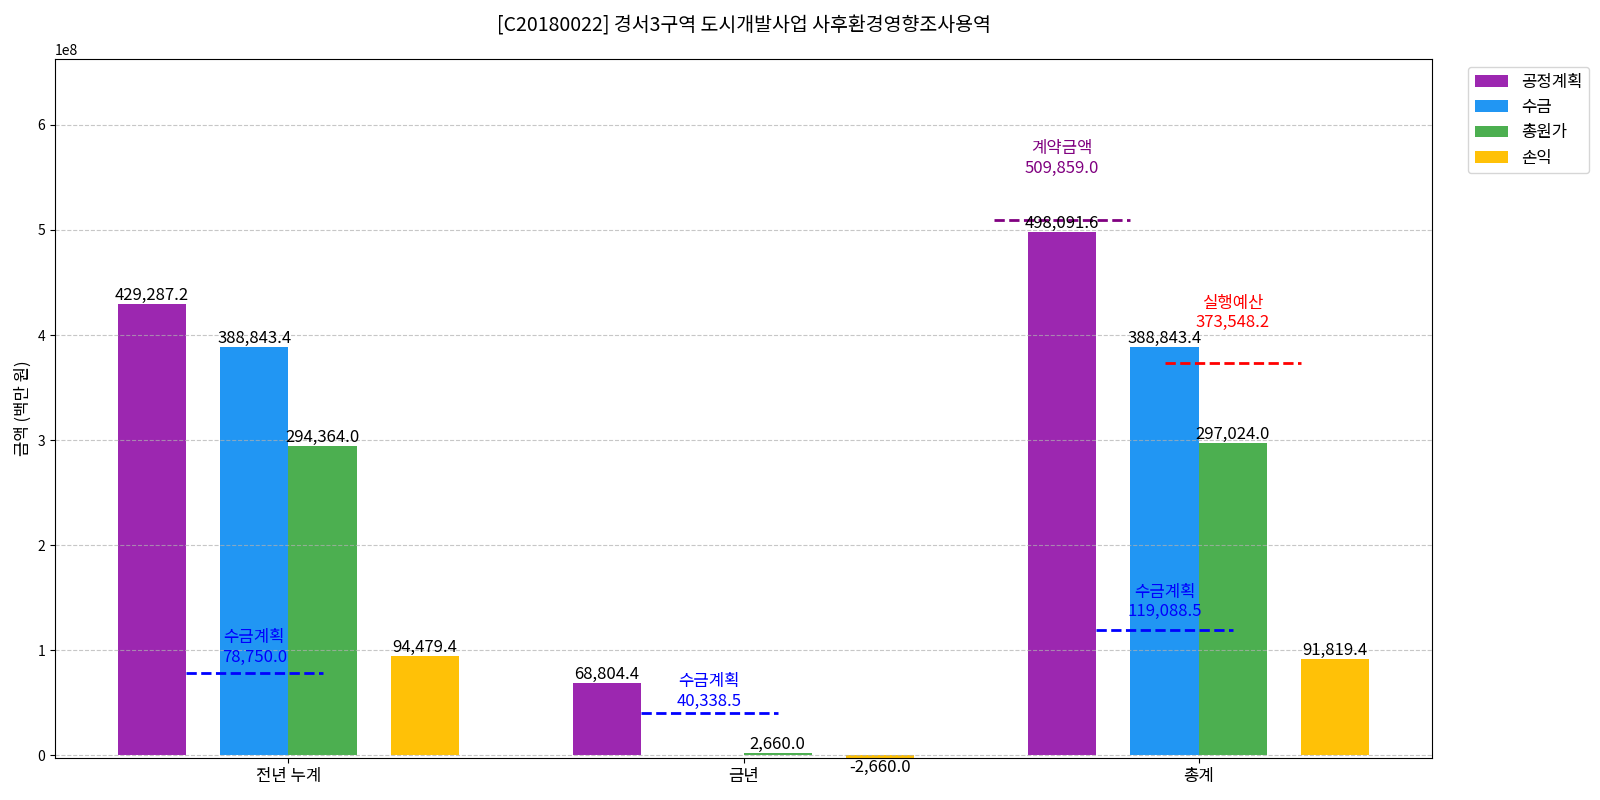 [C20180022] 경서3구역 도시개발사업 사후환경영향조사용역
1e8
금액 (백만 원)
6
5
4
3
2
1
0
공정계획
수금
총원가
손익
429,287.2
388,843.4
294,364.0
수금계획
78,750.0
94,479.4
68,804.4
수금계획
40,338.5
2,660.0
-2,660.0
계약금액
509,859.0
498,091.6
388,843.4
실행예산
373,548.2
297,024.0
수금계획
119,088.5
91,819.4
전년 누계
금년
총계